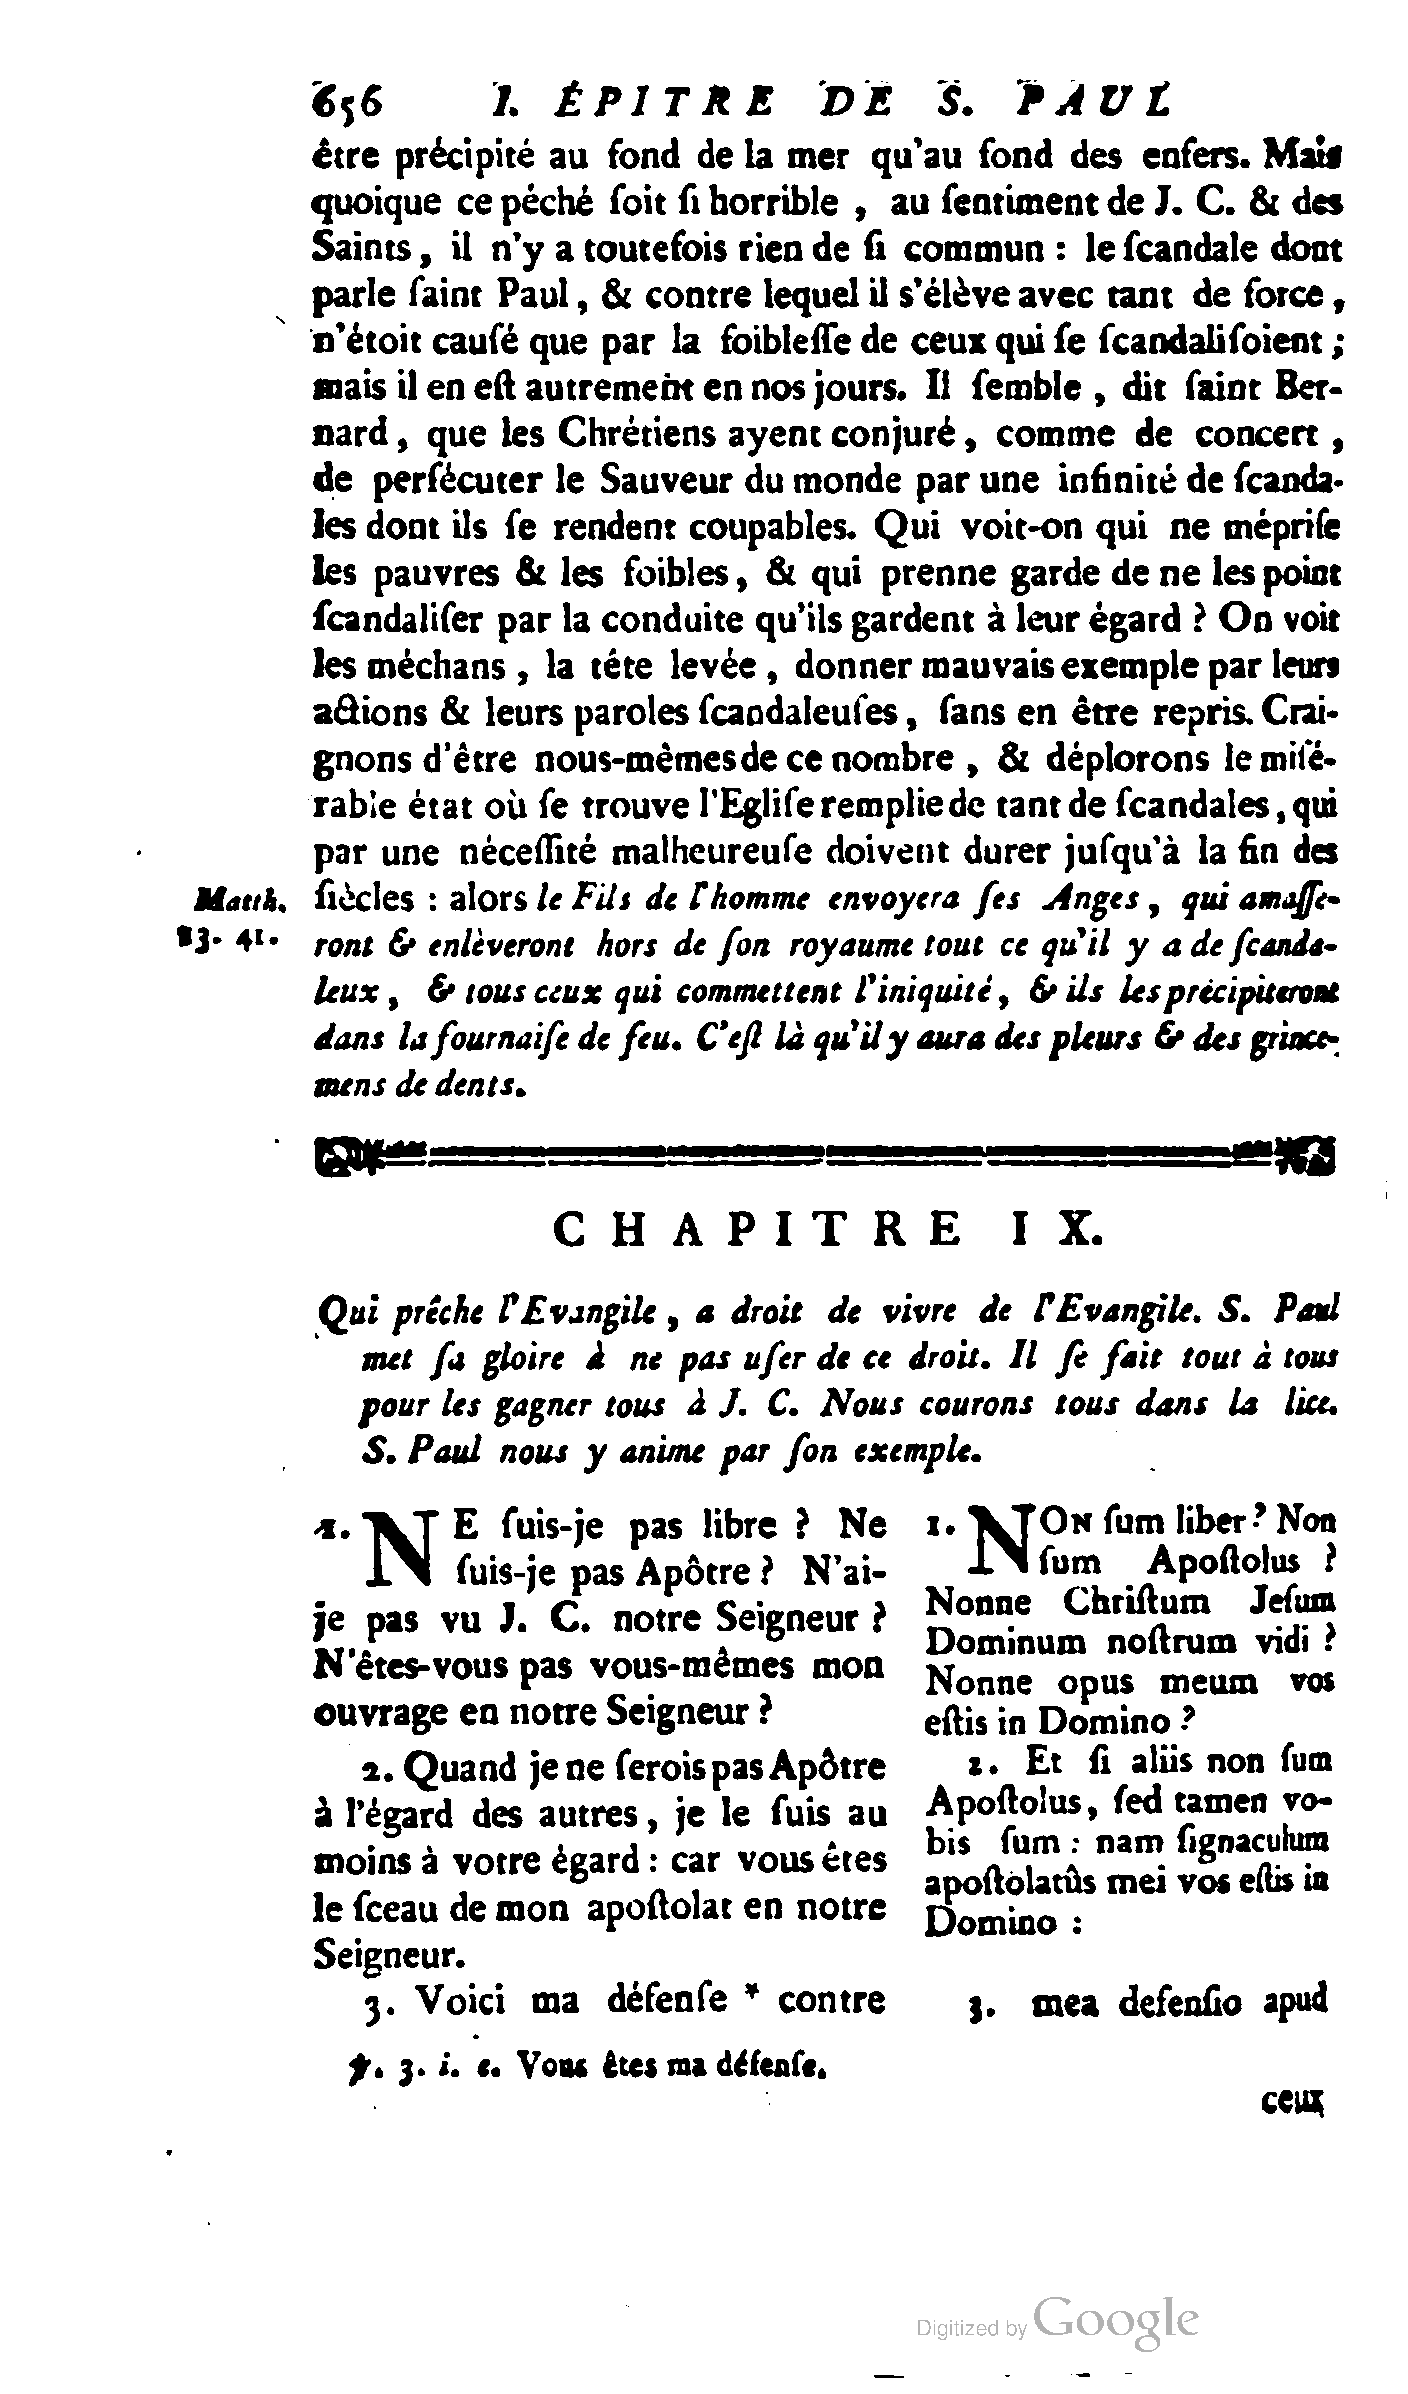 656 I. ÉPITRE DE S. PAUL
être précipité au fond de la mer qu'au fond des enfers. Mais
quoique ce péché ſoit ſi horrible , au ſentiment de J. C. & des
Saints , il n'y a toutefois rien de ſi commun : le ſcandale dont
parle ſaint Paul , & contre lequel il s'élève avec tant de force ,
n'étoit cauſé que par la foibleſſe de ceux qui ſe ſcandaliſoient ;
mais il en eſt autrement en nos jours. Il ſemble , dit ſaint Ber-
nard , que les Chrétiens ayent conjuré , comme de concert ,
de perſécuter le Sauveur du monde par une infinité de ſcanda-
les dont ils ſe rendent coupables. Qui voit-on qui ne mépriſe
les pauvres & les foibles , & qui prenne garde de ne les point
ſcandaliſer par la conduite qu'ils gardent à leur égard ? On voit
les méchans , la téte levée , donner mauvais exemple par leurs
actions & leurs paroles ſcandaleuſes , ſans en être repris. Crai-
gnons d'être nous-mêmes de ce nombre , & déplorons le miſé-
rable état où ſe trouve l'Egliſe remplie de tant de ſcandales , qui
par une néceſſité malheureuſe doivent durer juſqu'à la fin des
Matth. ſiècles : alors le Fils de l'homme envoyera ſes Anges , qui amaſſe-
13. 41. ront & enlèveront hors de ſon royaume tout ce qu'il y a de ſcanda-
leux , & tous ceux qui commettent l'iniquité , & ils les précipiteront
dans la fournaiſe de feu. C'eſt là qu'il y aura des pleurs & des grince-
mens de dents.
CHAPITRE IX.
Qui prêche l'Evangile , a droit de vivre de l'Evangile. S. Paul
met ſa gloire à ne pas uſer de ce droit. Il ſe fait tout à tous
pour les gagner tous à J. C. Nous courons tous dans la lice.
S. Paul nous y anime par ſon exemple.
1. NE ſuis-je pas libre ? Ne
ſuis-je pas Apôtre ? N'ai-
je pas vu J. C. notre Seigneur ?
N'êtes-vous pas vous-mêmes mon
ouvrage en notre Seigneur ?
2. Quand je ne ſerois pas Apôtre
à l'égard des autres , je le ſuis au
moins à votre égard : car vous êtes
le ſceau de mon apoſtolat en notre
Seigneur.
3. Voici ma défenſe * contre
1. NON ſum liber ? Non
ſum Apoſtolus ?
Nonne Chriſtum Jeſum
Dominum noſtrum vidi ?
Nonne opus meum vos
eſtis in Domino ?
2. Et ſi aliis non ſum
Apoſtolus , ſed tamen vo-
bis ſum : nam ſignaculum
apoſtolatûs mei vos eſtis in
Domino :
3. mea defenſio apud
℣. 3. i. e. Vous êtes ma défenſe.
ceux
Digitized by Google